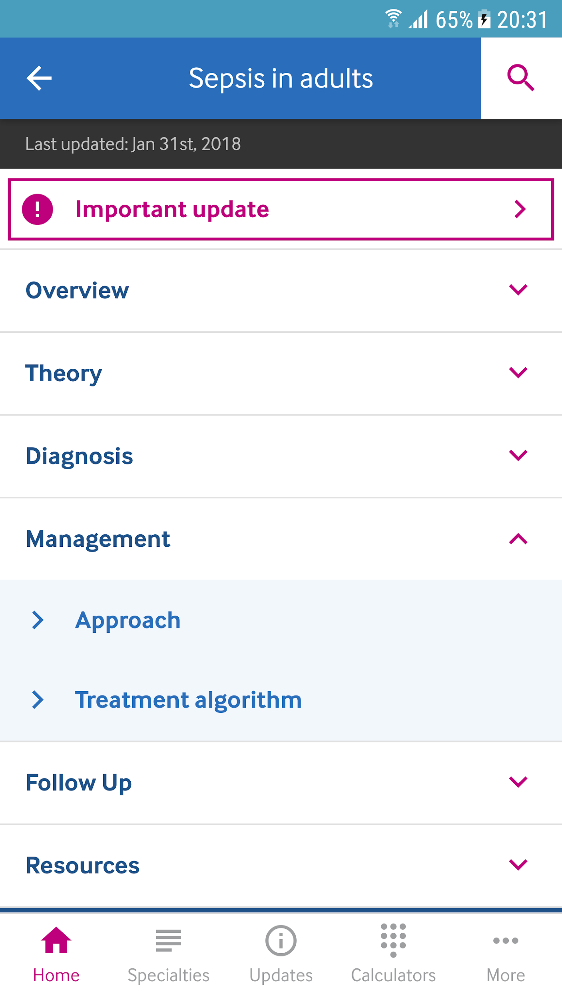 65% 20:31
Sepsis in adults
Last updated: Jan 31st, 2018
Important update
Overview
Theory
Diagnosis
Management
Approach
Treatment algorithm
Follow Up
Resources
Home Specialties Updates Calculators More